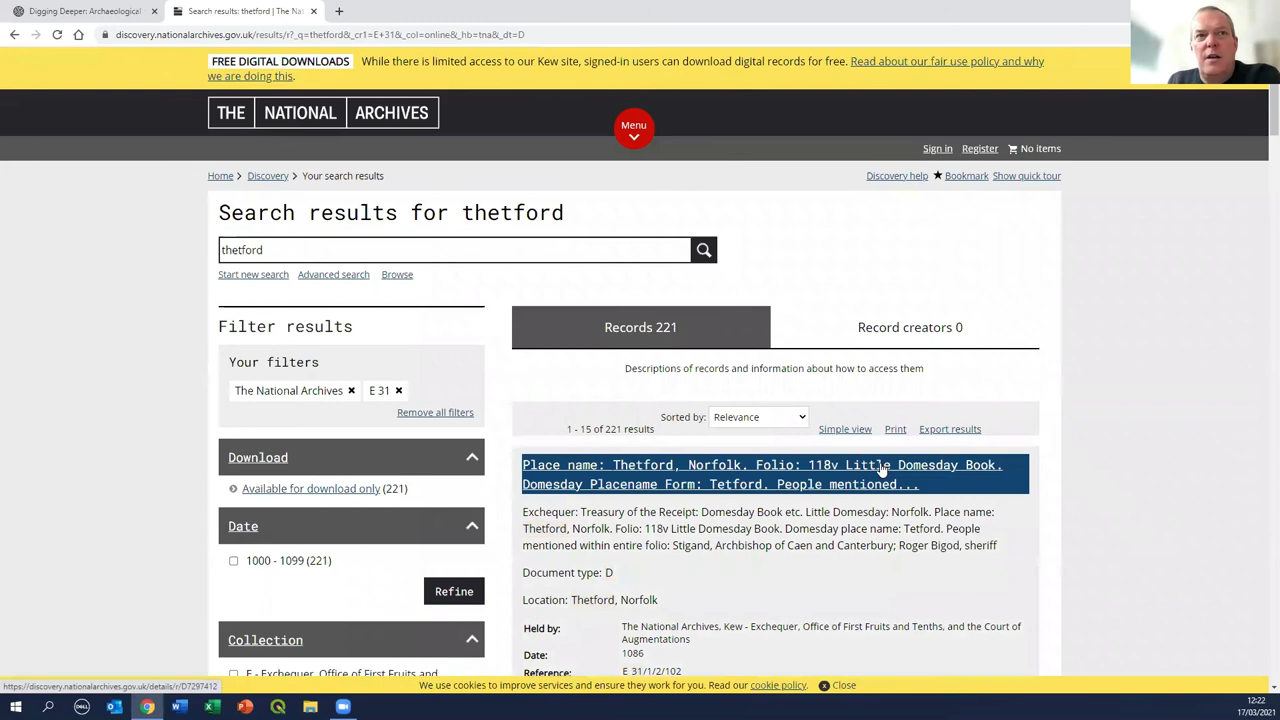 Digging Deeper: Archaeological
Search results: thetford | The Na
discovery.nationalarchives.gov.uk/results/r?_q=thetford&_cr1=E+31&_col=online&_hb=tna&_dt=D
FREE DIGITAL DOWNLOADS While there is limited access to our Kew site, signed-in users can download digital records for free. Read about our fair use policy and why
we are doing this.
THE NATIONAL ARCHIVES
Menu
Sign in Register No items
Home Discovery Your search results
Discovery help Bookmark Show quick tour
Search results for thetford
thetford
Start new search Advanced search Browse
Filter results
Your filters
The National Archives E 31
Remove all filters
Download
Available for download only (221)
Date
1000 - 1099 (221)
Refine
Collection
E - Exchequer, Office of First Fruits and
Records 221
Record creators 0
Descriptions of records and information about how to access them
Sorted by: Relevance
1 - 15 of 221 results Simple view Print Export results
Place name: Thetford, Norfolk. Folio: 118v Little Domesday Book.
Domesday Placename Form: Tetford. People mentioned...
Exchequer: Treasury of the Receipt: Domesday Book etc. Little Domesday: Norfolk. Place name:
Thetford, Norfolk. Folio: 118v Little Domesday Book. Domesday place name: Tetford. People
mentioned within entire folio: Stigand, Archbishop of Caen and Canterbury; Roger Bigod, sheriff
Document type: D
Location: Thetford, Norfolk
Held by: The National Archives, Kew - Exchequer, Office of First Fruits and Tenths, and the Court of
Augmentations
Date: 1086
Reference: E 31/1/2/102
https://discovery.nationalarchives.gov.uk/details/r/D7297412
We use cookies to improve services and ensure they work for you. Read our cookie policy. Close
12:22
17/03/2021